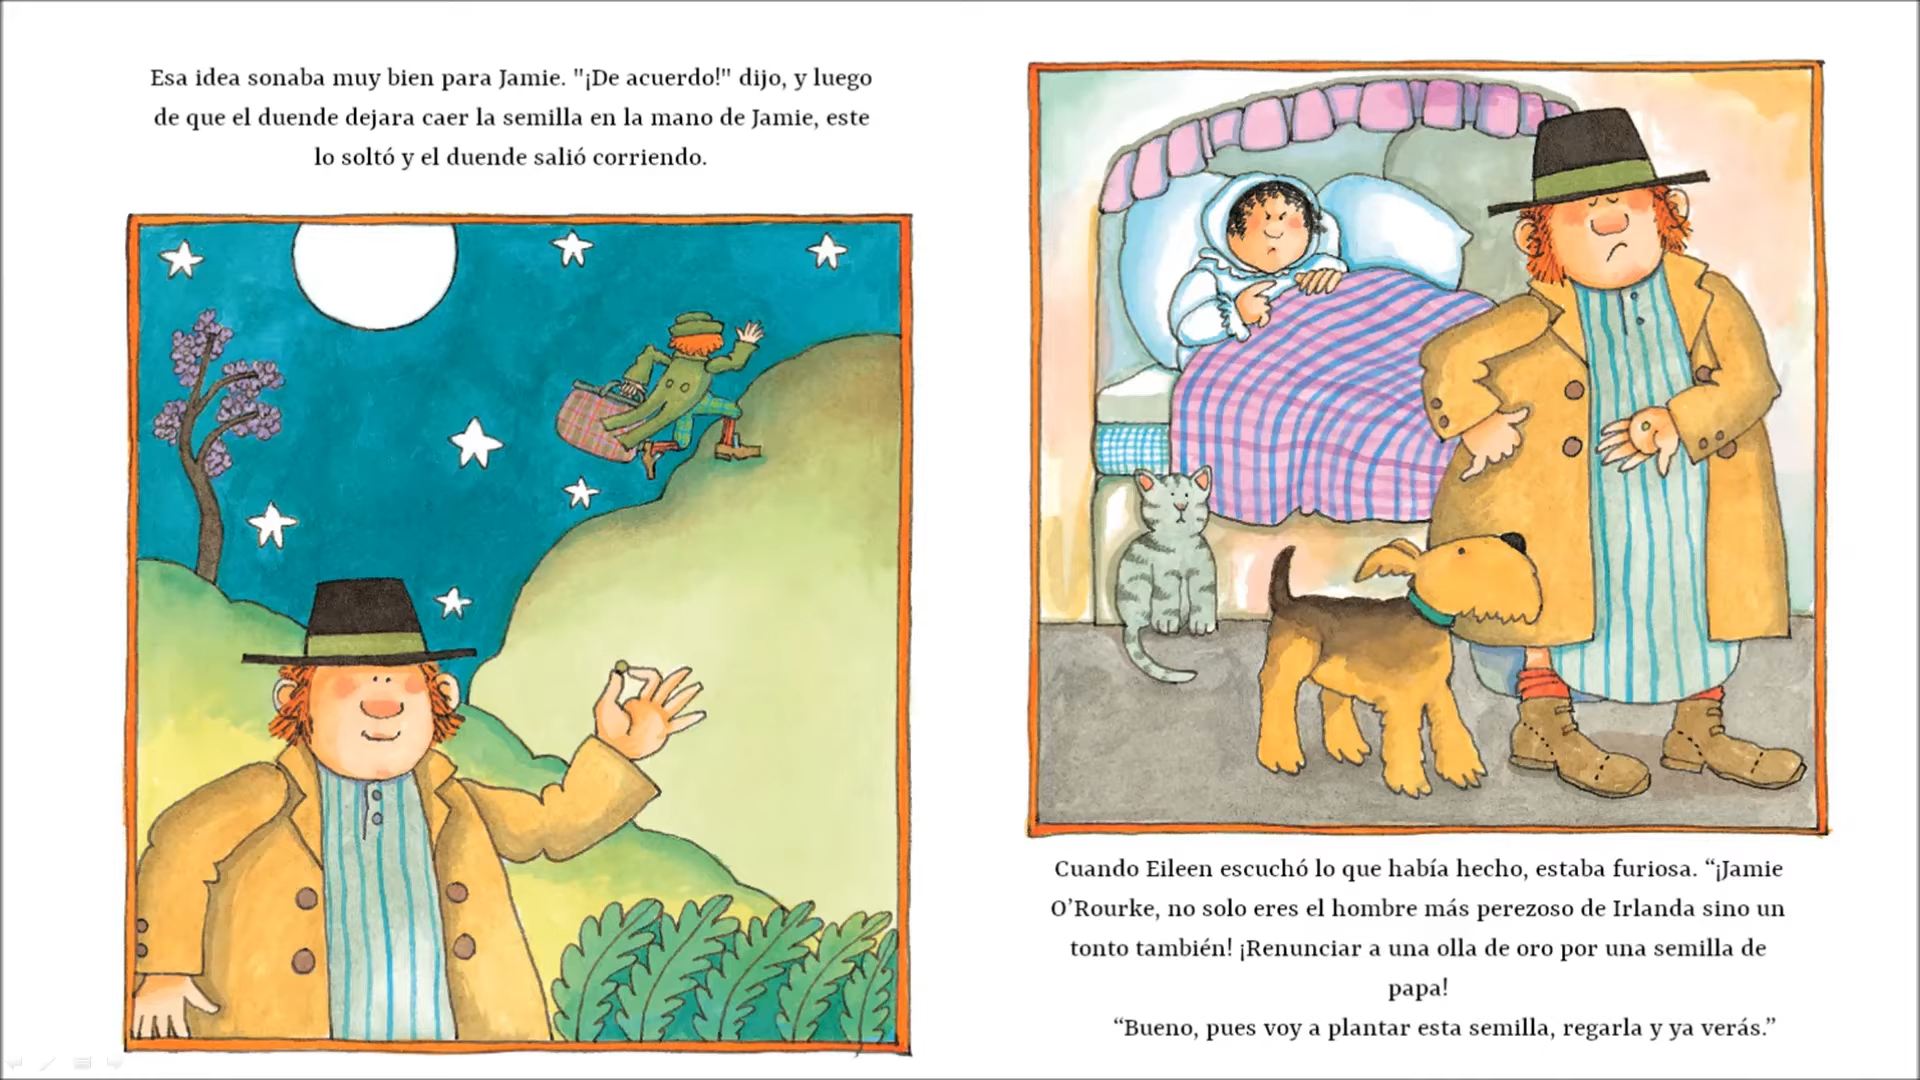 Esa idea sonaba muy bien para Jamie. "¡De acuerdo!" dijo, y luego
de que el duende dejara caer la semilla en la mano de Jamie, este
lo soltó y el duende salió corriendo.
Cuando Eileen escuchó lo que había hecho, estaba furiosa. “¡Jamie
O’Rourke, no solo eres el hombre más perezoso de Irlanda sino un
tonto también! ¡Renunciar a una olla de oro por una semilla de
papa!
“Bueno, pues voy a plantar esta semilla, regarla y ya verás.”